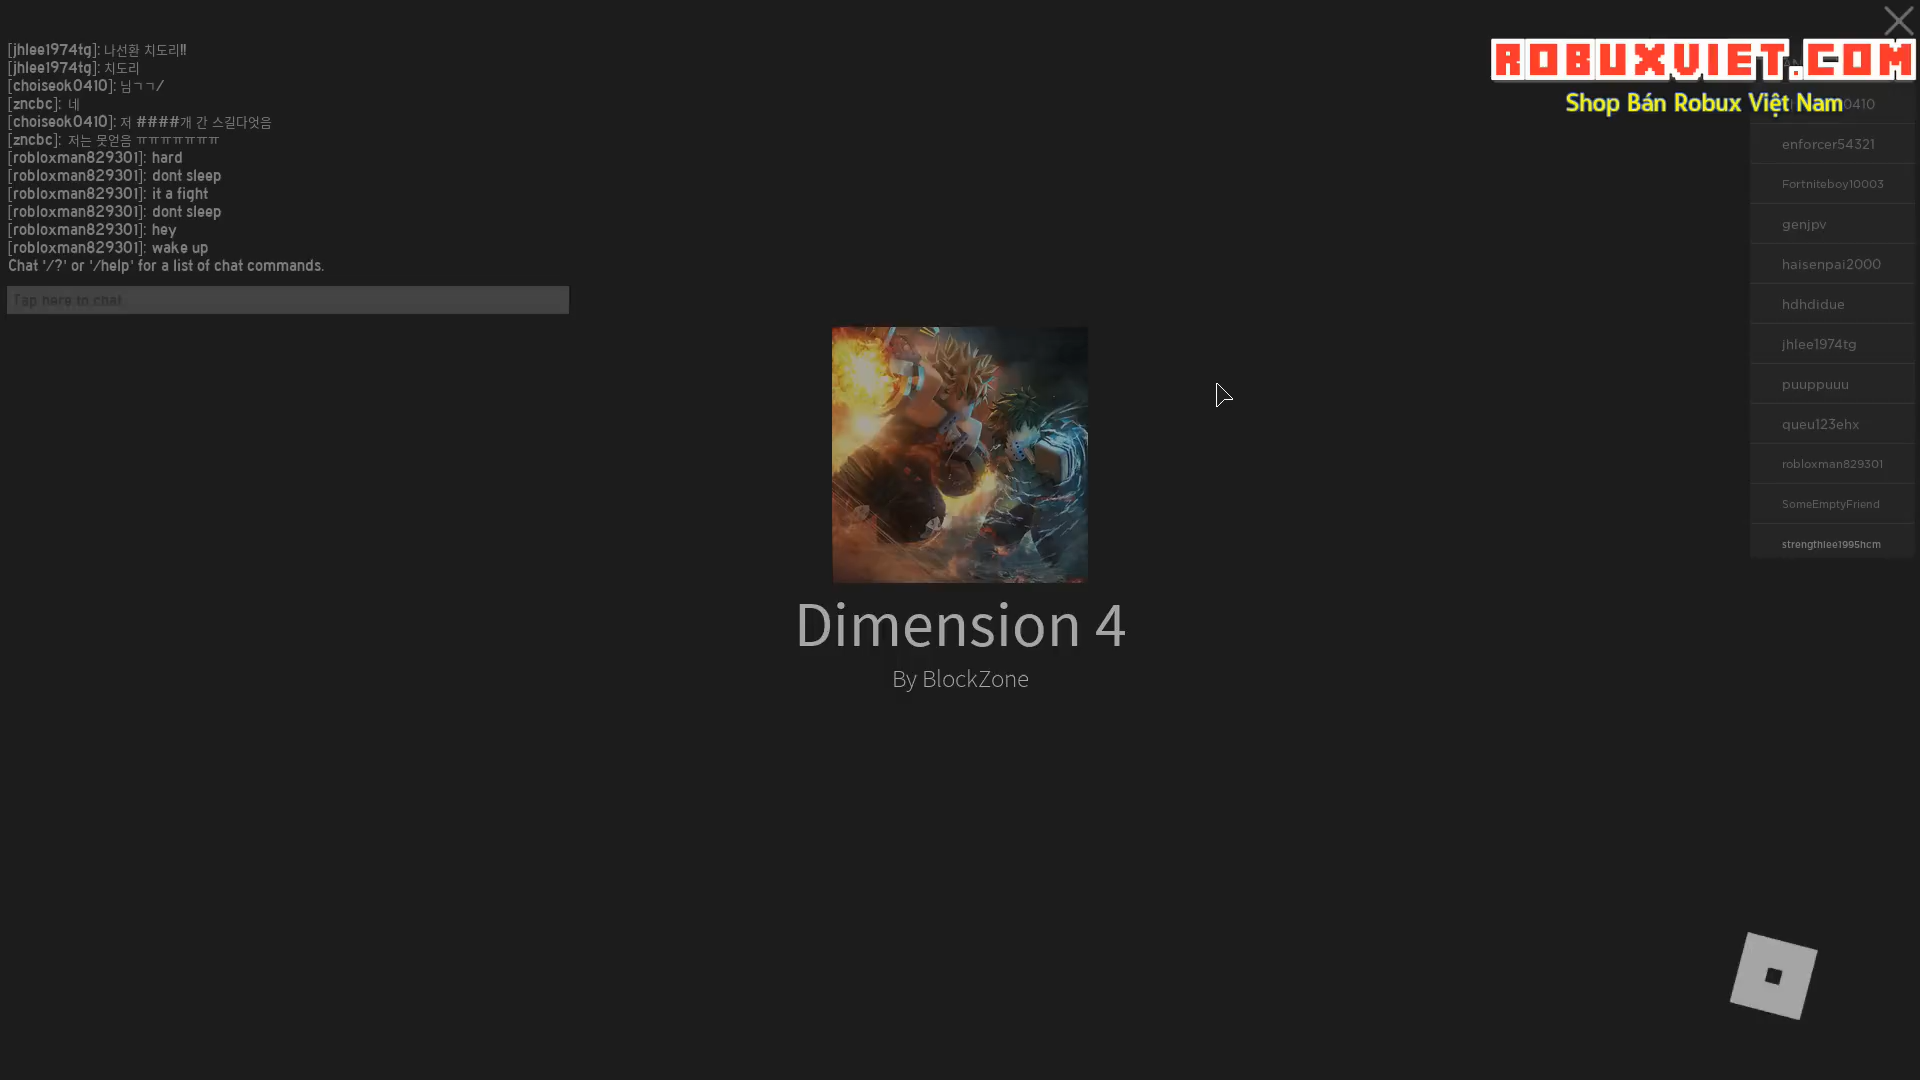 [jhlee1974tg]: 나선환 치도리!!
[jhlee1974tg]: 치도리
[choiseok0410]: 님ㄱㄱ/
[zncbc]: 네
[choiseok0410]: 저 ####개 간 스길다엇음
[zncbc]: 저는 못얻음 ㅠㅠㅠㅠㅠㅠㅠ
[robloxman829301]: hard
[robloxman829301]: dont sleep
[robloxman829301]: it a fight
[robloxman829301]: dont sleep
[robloxman829301]: hey
[robloxman829301]: wake up
Chat '/?' or '/help' for a list of chat commands.
Tap here to chat
ROBUXVIET.COM
Shop Bán Robux Việt Nam
0410
enforcer54321
Fortniteboy10003
genjpv
haisenpai2000
hdhdidue
jhlee1974tg
puuppuuu
queu123ehx
robloxman829301
SomeEmptyFriend
strengthlee1995hcm
Dimension 4
By BlockZone